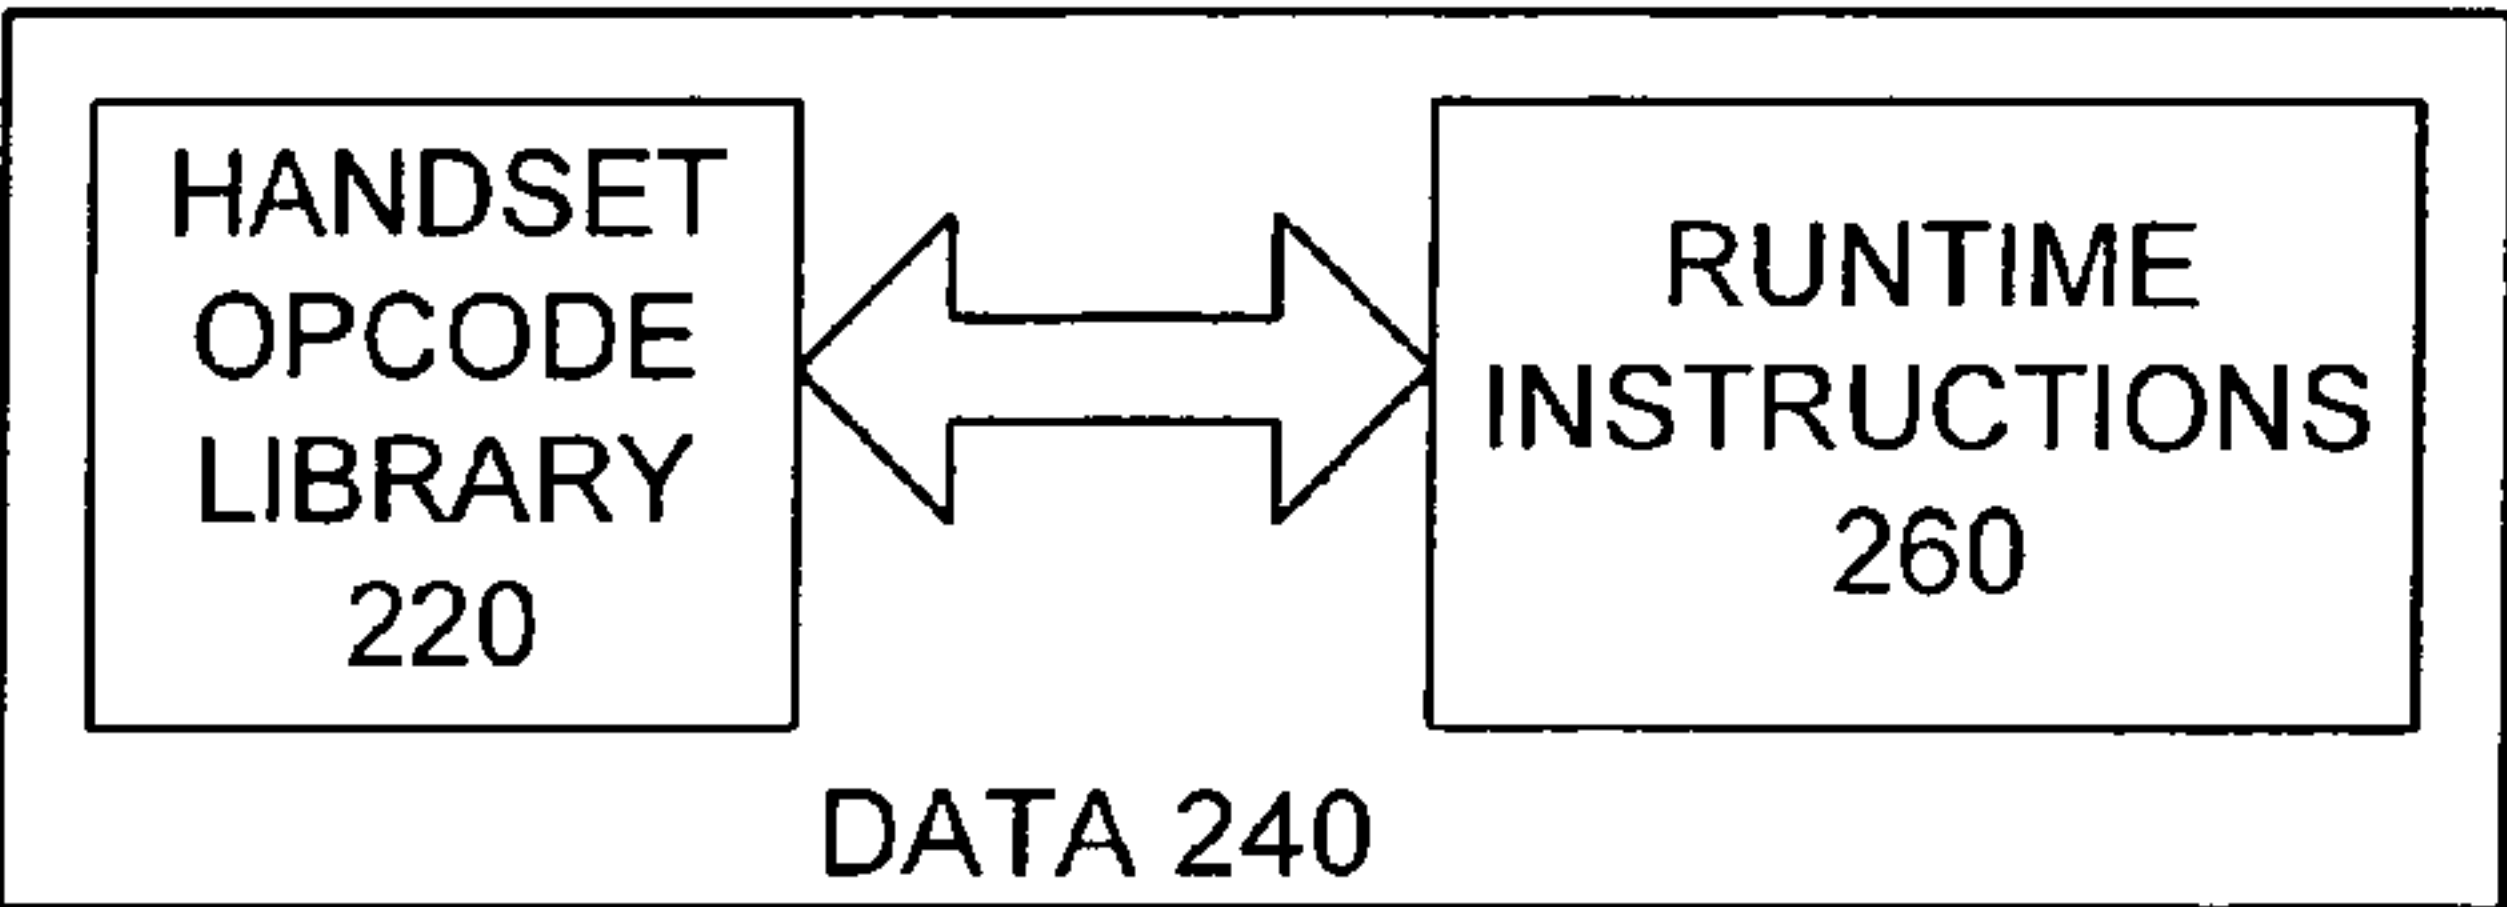 HANDSET
OPCODE
LIBRARY
220
RUNTIME
INSTRUCTIONS
260
DATA 240